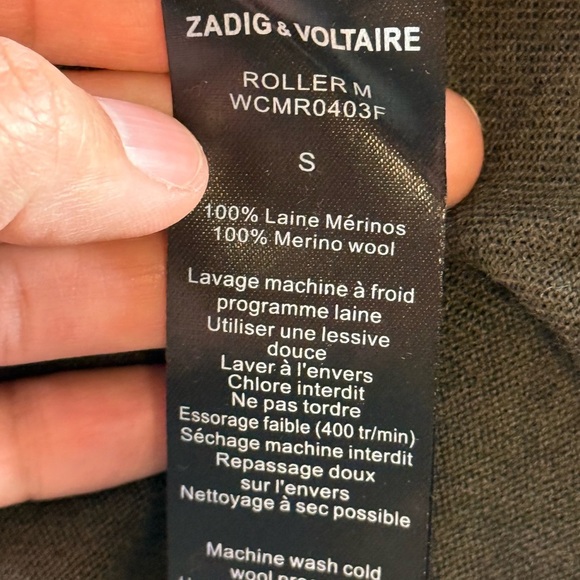 ZADIG & VOLTAIRE
ROLLER M
WCMR0403F
S
100% Laine Mérinos
100% Merino wool
Lavage machine à froid
programme laine
Utiliser une lessive
douce
Laver à l'envers
Chlore interdit
Ne pas tordre
Essorage faible (400 tr/min)
Séchage machine interdit
Repassage doux
sur l'envers
Nettoyage à sec possible
Machine wash cold
wool